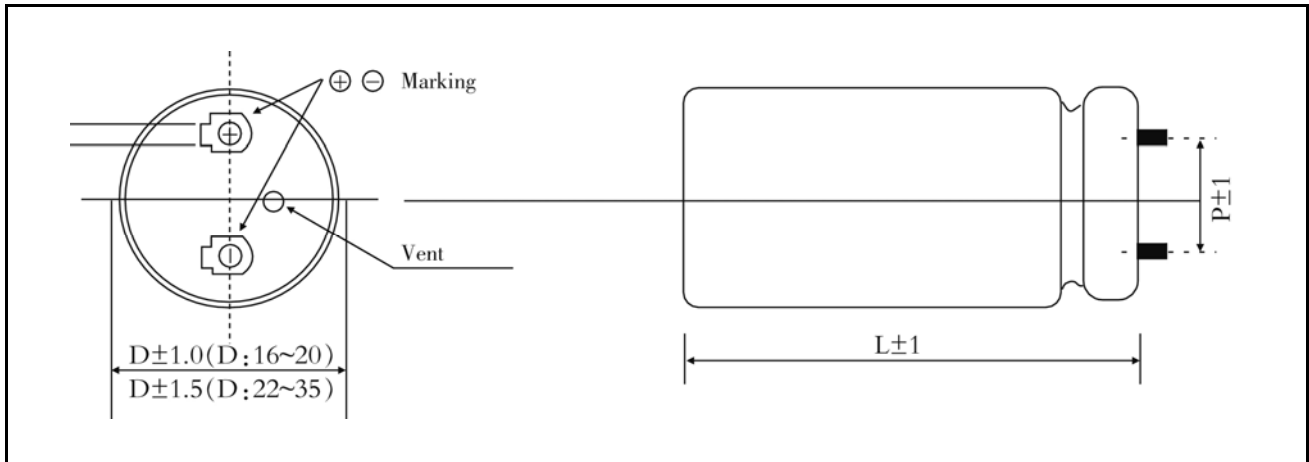 ⊕ ⊖ Marking
⊕
⊖
Vent
D±1.0(D:16~20)
D±1.5(D:22~35)
L±1
P±1